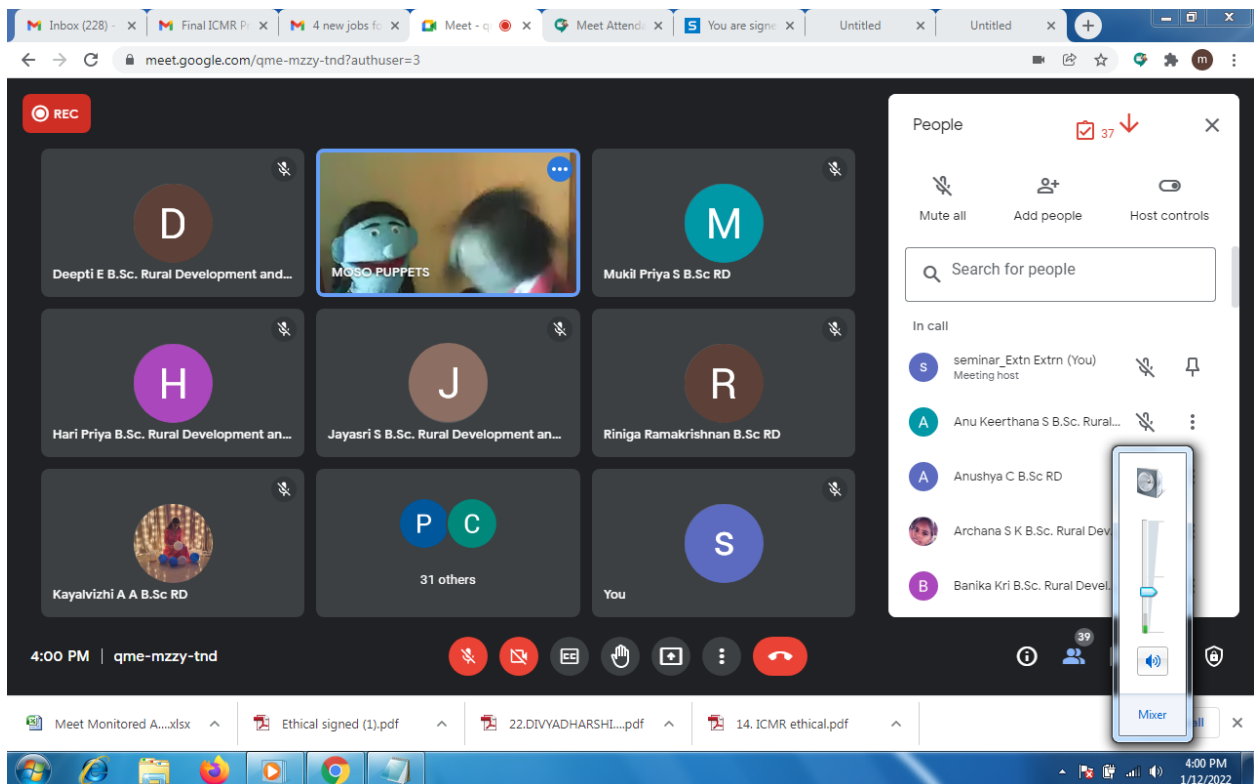 Inbox (228) -
Final ICMR P
4 new jobs fo
Meet - q
Meet Attend
S You are signe
Untitled
Untitled
meet.google.com/qme-mzzy-tnd?authuser=3
m
REC
D
Deepti E B.Sc. Rural Development and...
MOSO PUPPETS
M
Mukil Priya S B.Sc RD
H
Hari Priya B.Sc. Rural Development an...
J
Jayasri S B.Sc. Rural Development an...
R
Riniga Ramakrishnan B.Sc RD
Kayalvizhi A A B.Sc RD
P C
31 others
S
You
People
37
Mute all
Add people
Host controls
Search for people
In call
S seminar_Extn Extrn (You)
Meeting host
A Anu Keerthana S B.Sc. Rural...
A Anushya C B.Sc RD
Archana S K B.Sc. Rural Dev
B Banika Kri B.Sc. Rural Devel.
Mixer
4:00 PM | qme-mzzy-tnd
CC
39
Meet Monitored A....xlsx
Ethical signed (1).pdf
22.DIVYADHARSHI....pdf
14. ICMR ethical.pdf
all
4:00 PM
1/12/2022